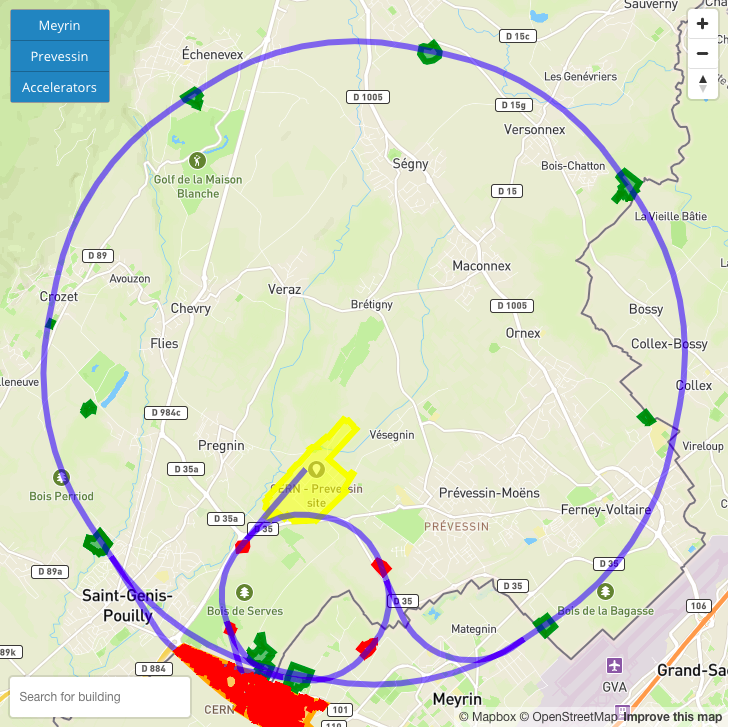 Meyrin
Prevessin
Accelerators
Sauverny
D 15c
Échenevex
Les Genévriers
D 1005
D 15g
Versonnex
Golf de la Maison
Blanche
Ségny
Bois-Chatton
D 15
La Vieille Bâtie
D 89
Avouzon
Maconnex
Crozet
Veraz
Chevry
Brétigny
D 1005
Bossy
Flies
Ornex
Collex-Bossy
lleneuve
Collex
D 984c
Vésegnin
Pregnin
Vireloup
D 35a
CERN - Prevessin
site
Bois Perriod
Prévessin-Moëns
Ferney-Voltaire
D 35a
D 35
PRÉVESSIN
D 89a
D 35
D 35
Saint-Genis-
Pouilly
Bois de Serves
D 35
Bois de la Bagasse
106
Mategnin
89k
D 884
GVA
Grand-Sa
Search for building
CERN
Meyrin
101
110
© Mapbox © OpenStreetMap Improve this map